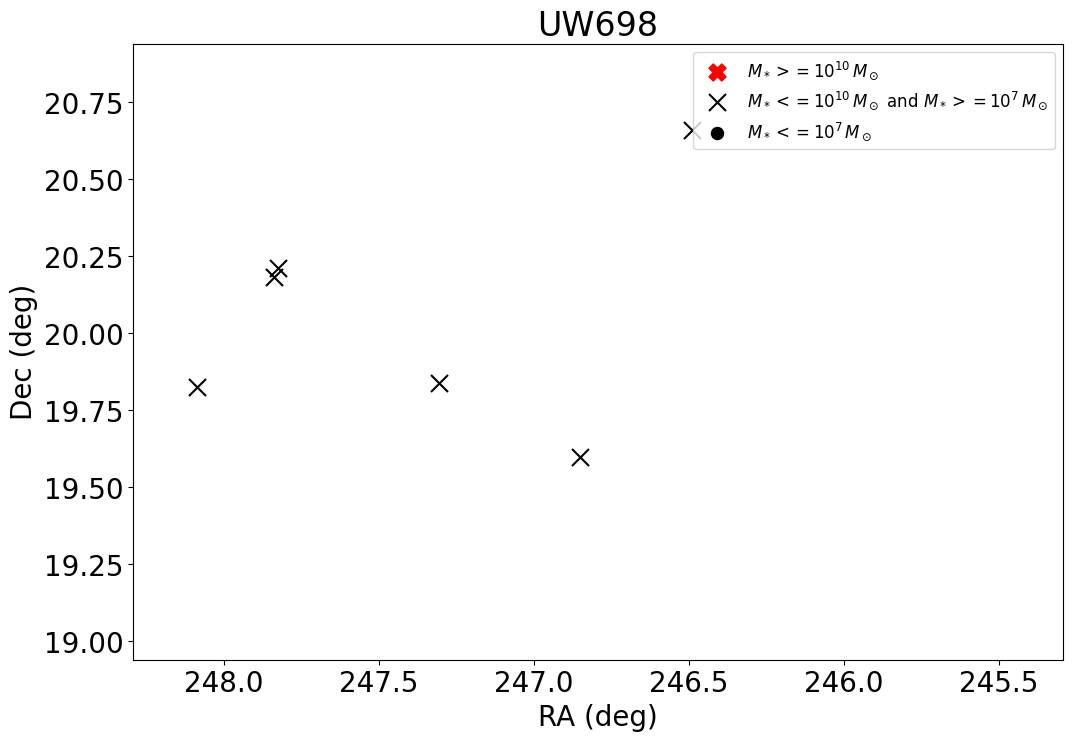 UW698
M* >= 10^10 M⊙
M* <= 10^10 M⊙ and M* >= 10^7 M⊙
M* <= 10^7 M⊙
20.75
20.50
20.25
20.00
19.75
19.50
19.25
19.00
Dec (deg)
248.0 247.5 247.0 246.5 246.0 245.5
RA (deg)